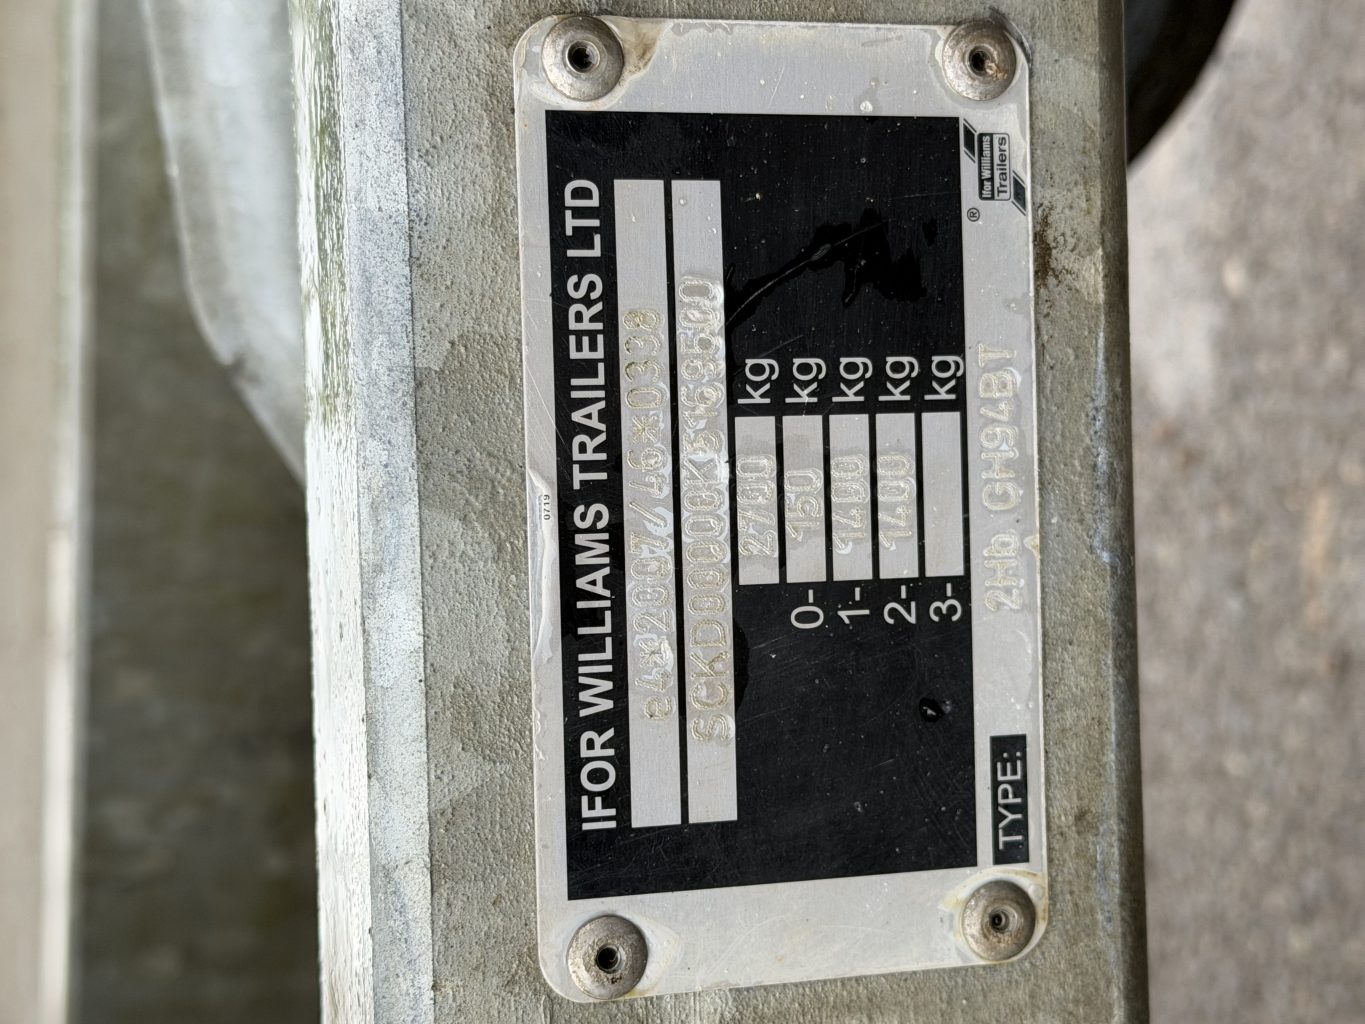 0719
IFOR WILLIAMS TRAILERS LTD
e4*2007/46*0338
SCKD0000K5169500
2700 kg
0- 150 kg
1- 1400 kg
2- 1400 kg
3- kg
TYPE: 2Hb GH94BT
Ifor Williams
Trailers
®